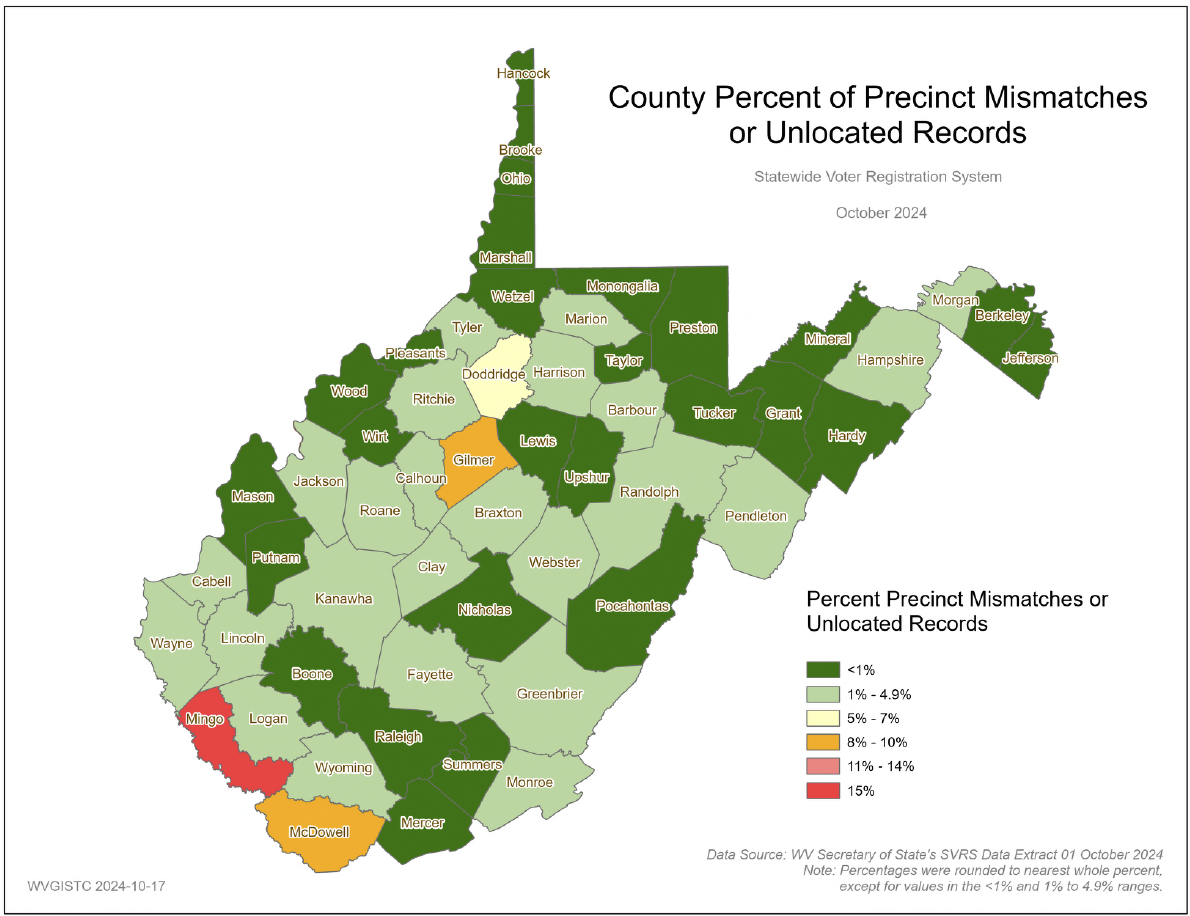 County Percent of Precinct Mismatches
or Unlocated Records
Statewide Voter Registration System
October 2024
Hancock
Brooke
Ohio
Marshall
Wetzel
Monongalia
Marion
Preston
Tyler
Pleasants
Doddridge
Harrison
Taylor
Morgan
Berkeley
Jefferson
Mineral
Hampshire
Wood
Ritchie
Barbour
Tucker
Grant
Hardy
Wirt
Gilmer
Lewis
Upshur
Mason
Jackson
Calhoun
Roane
Braxton
Randolph
Pendleton
Putnam
Cabell
Kanawha
Clay
Webster
Nicholas
Pocahontas
Wayne
Lincoln
Boone
Fayette
Greenbrier
Mingo
Logan
Raleigh
Summers
Wyoming
Monroe
McDowell
Mercer
Percent Precinct Mismatches or
Unlocated Records
<1%
1% - 4.9%
5% - 7%
8% - 10%
11% - 14%
15%
Data Source: WV Secretary of State's SVRS Data Extract 01 October 2024
Note: Percentages were rounded to nearest whole percent,
except for values in the <1% and 1% to 4.9% ranges.
WVGISTC 2024-10-17